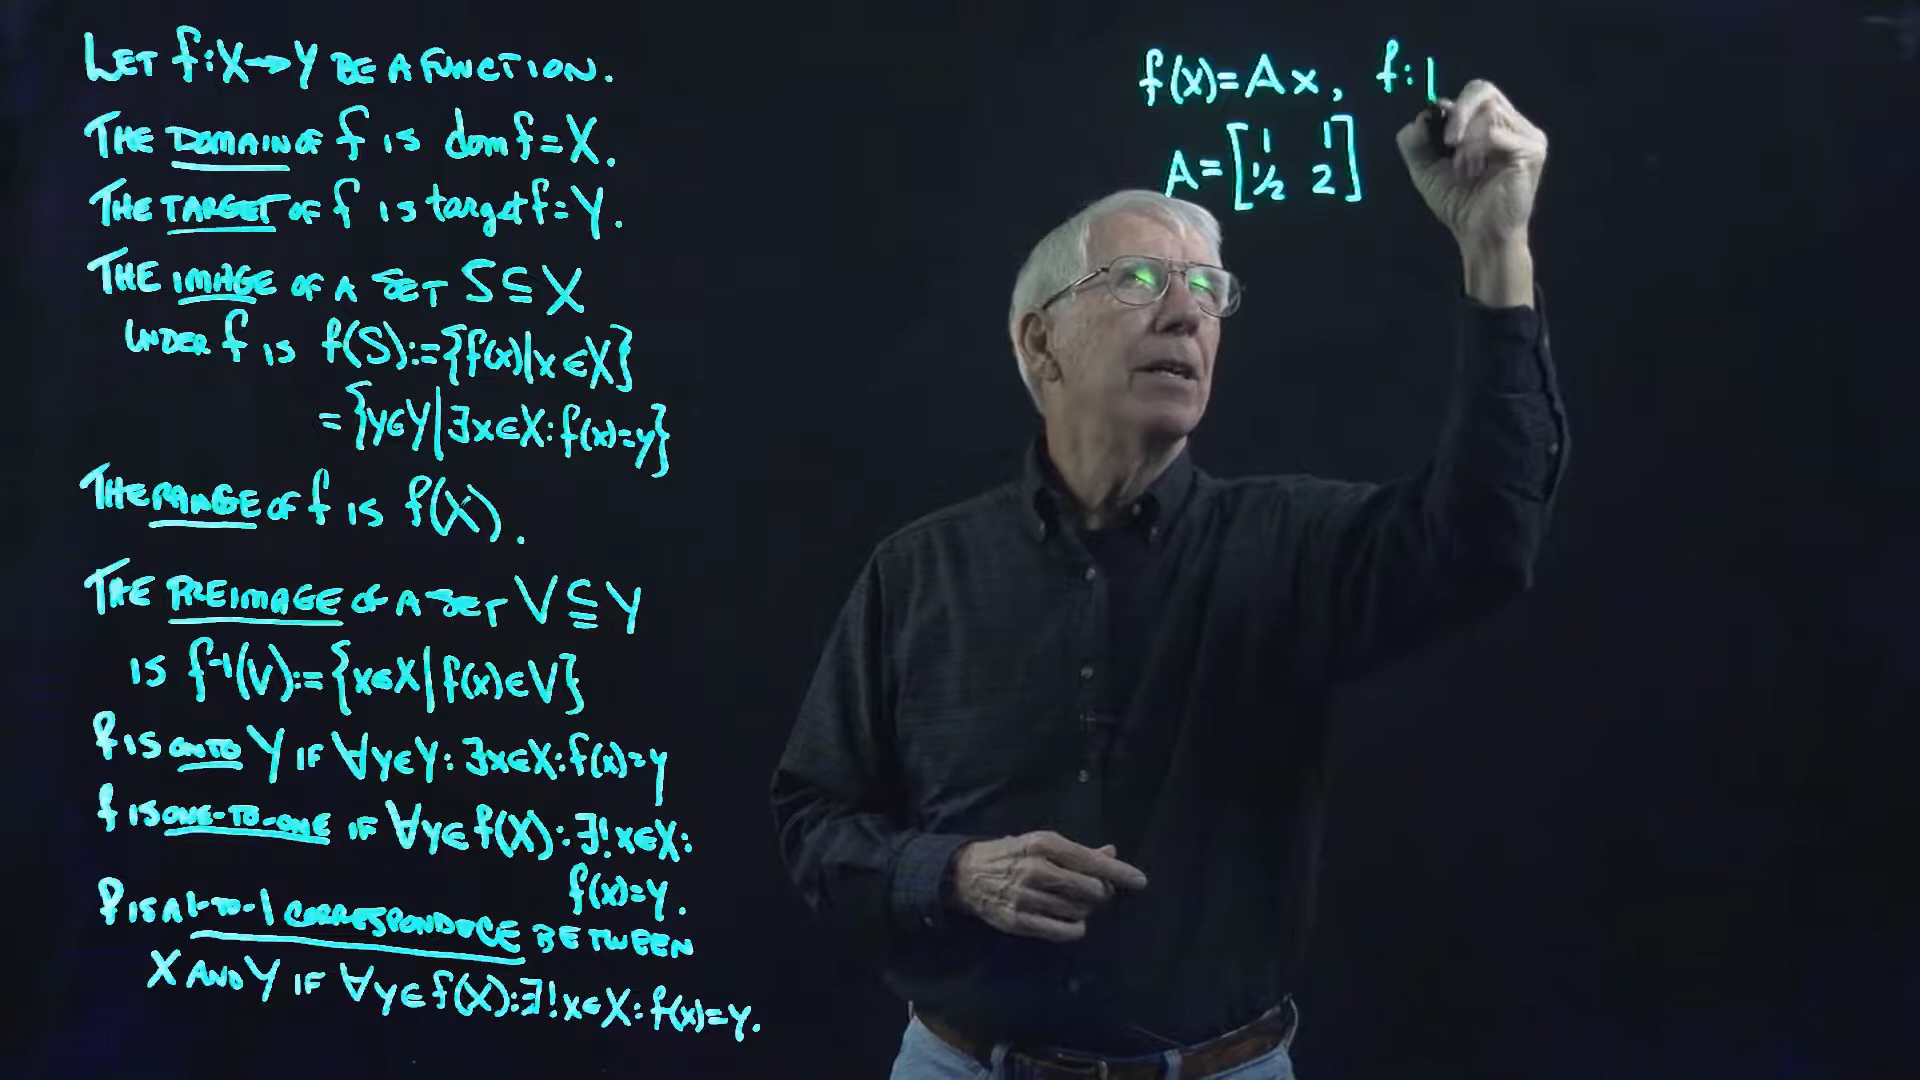 LET f:X→Y BE A FUNCTION.
THE DOMAIN OF f IS dom f=X.
THE TARGET OF f IS target f=Y.
THE IMAGE OF A SET S⊆X
UNDER f IS f(S):={f(x)|x∈X}
={y∈Y|∃x∈X:f(x)=y}
THE RANGE OF f IS f(X).
THE PREIMAGE OF A SET V⊆Y
IS f⁻¹(V):={x∈X|f(x)∈V}
f IS ONTO Y IF ∀y∈Y:∃x∈X:f(x)=y
f IS ONE-TO-ONE IF ∀y∈f(X):∃!x∈X:
f(x)=y.
f IS A 1-TO-1 CORRESPONDECE BETWEEN
X AND Y IF ∀y∈f(X):∃!x∈X:f(x)=y.
f(x)=Ax, f:
A=[1 1
1/2 2]